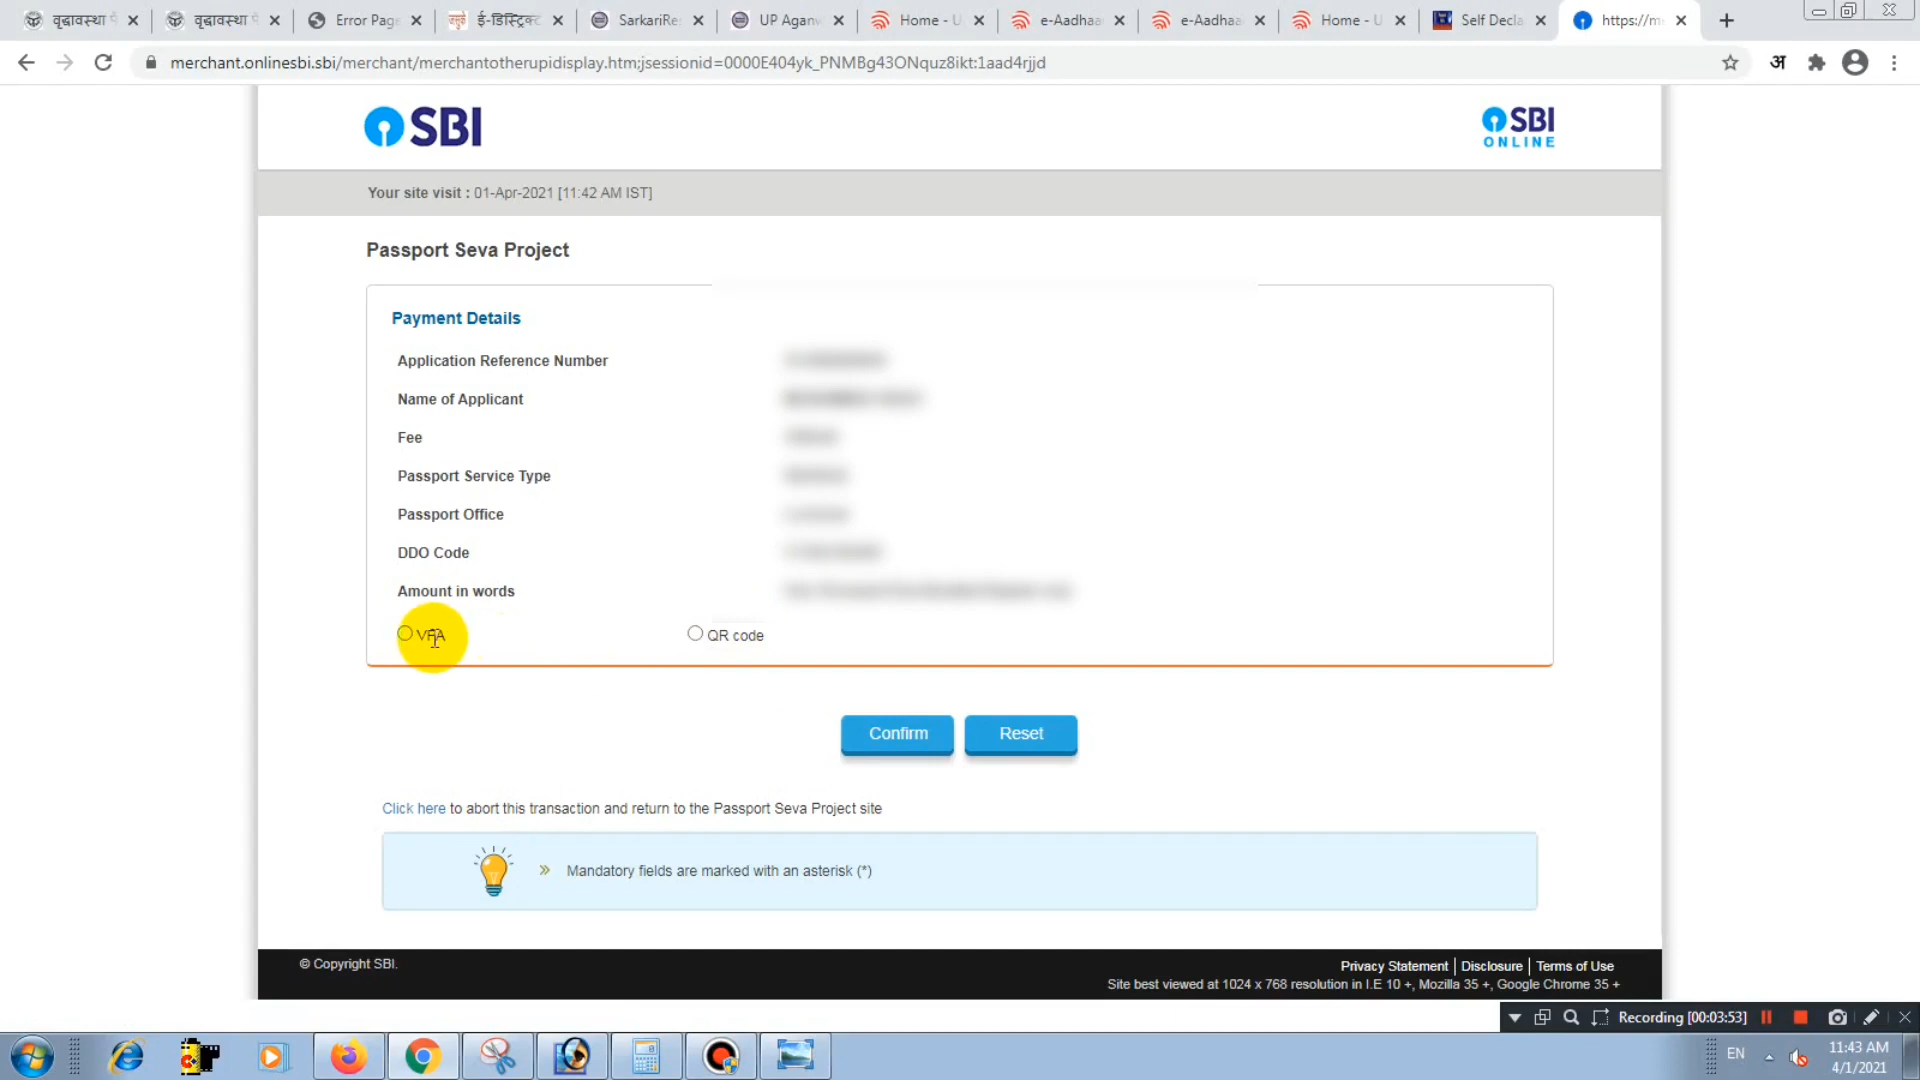 वृद्धावस्था प
वृद्धावस्था प
Error Page
ई-डिस्ट्रिक्ट
SarkariRe
UP Aganw
Home - U
e-Aadhaa
e-Aadhaa
Home - U
Self Decla
https://m
merchant.onlinesbi.sbi/merchant/merchantotherupidisplay.htm;jsessionid=0000E404yk_PNMBg43ONquz8ikt:1aad4rjjd
अ
SBI
SBI
ONLINE
Your site visit : 01-Apr-2021 [11:42 AM IST]
Passport Seva Project
Payment Details
Application Reference Number
Name of Applicant
Fee
Passport Service Type
Passport Office
DDO Code
Amount in words
VPA
QR code
Confirm
Reset
Click here to abort this transaction and return to the Passport Seva Project site
» Mandatory fields are marked with an asterisk (*)
© Copyright SBI.
Privacy Statement | Disclosure | Terms of Use
Site best viewed at 1024 x 768 resolution in I.E 10 +, Mozilla 35 +, Google Chrome 35 +
Recording [00:03:53]
EN
11:43 AM
4/1/2021